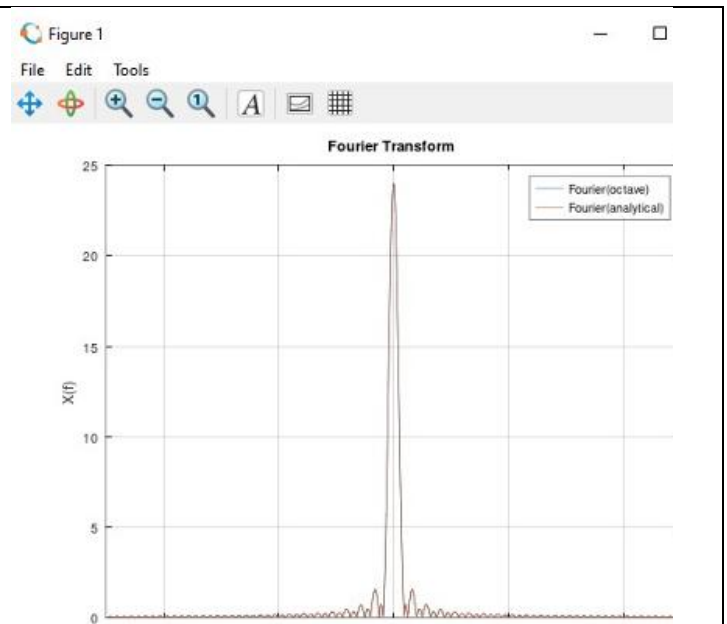 Figure 1
File Edit Tools
A
Fourier Transform
25
Fourier(octave)
Fourier(analytical)
20
15
X(f)
10
5
0